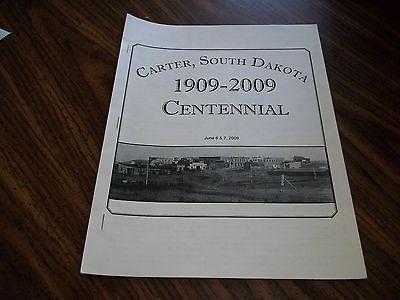 CARTER, SOUTH DAKOTA
1909-2009
CENTENNIAL
June 6 & 7, 2009